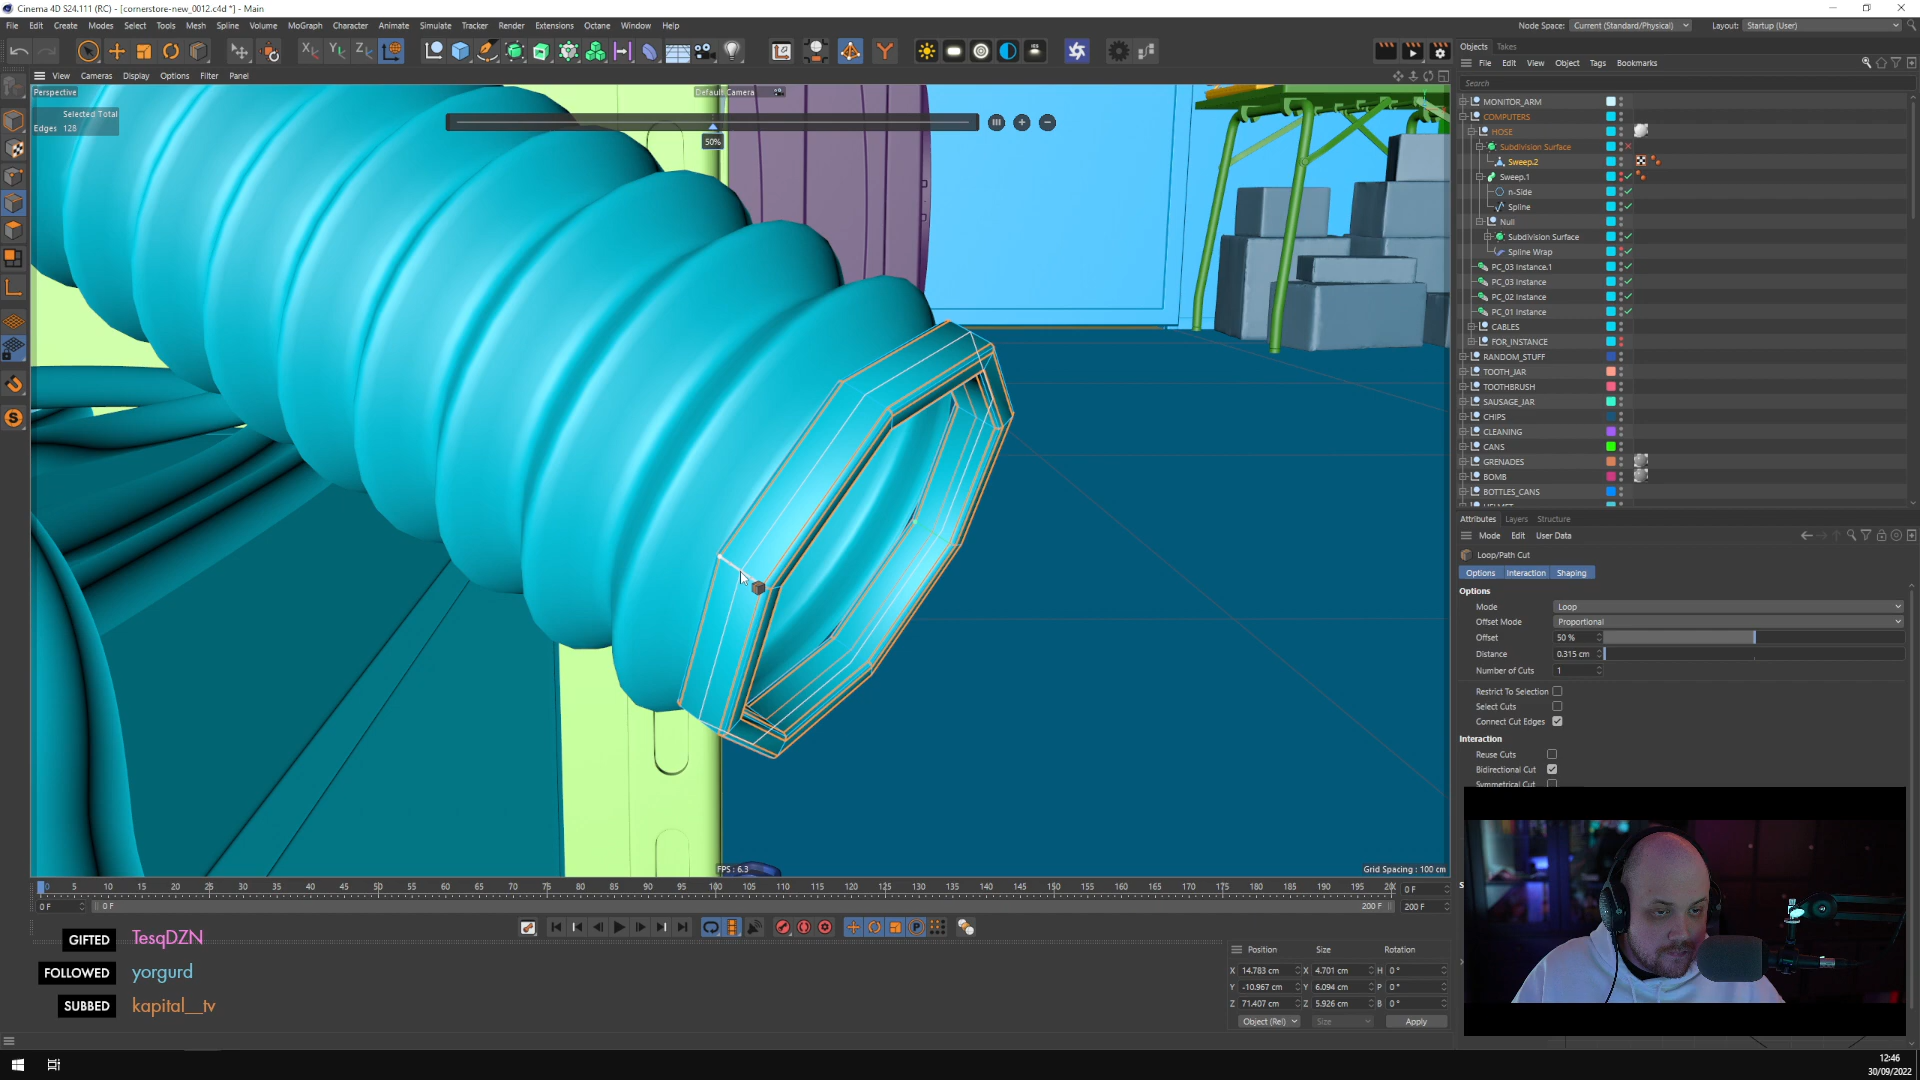 Cinema 4D S24.111 (RC) - [cornerstore-new_0012.c4d *] - Main
File Edit Create Modes Select Tools Mesh Spline Volume MoGraph Character Animate Simulate Tracker Render Extensions Octane Window Help
Node Space: Current (Standard/Physical) Layout: Startup (User)
Objects Takes
View Cameras Display Options Filter Panel
File Edit View Object Tags Bookmarks
Search
Perspective
Default Camera
Selected Total
Edges 128
50%
MONITOR_ARM
COMPUTERS
HOSE
Subdivision Surface
Sweep.2
Sweep.1
n-Side
Spline
Null
Subdivision Surface
Spline Wrap
PC_03 Instance.1
PC_03 Instance
PC_02 Instance
PC_01 Instance
CABLES
FOR_INSTANCE
RANDOM_STUFF
TOOTH_JAR
TOOTHBRUSH
SAUSAGE_JAR
CHIPS
CLEANING
CANS
GRENADES
BOMB
BOTTLES_CANS
Attributes Layers Structure
Mode Edit User Data
Loop/Path Cut
Options Interaction Shaping
Options
Mode Loop
Offset Mode Proportional
Offset 50 %
Distance 0.315 cm
Number of Cuts 1
Restrict To Selection
Select Cuts
Connect Cut Edges
Interaction
Reuse Cuts
Bidirectional Cut
Symmetrical Cut
FPS : 6.3
Grid Spacing : 100 cm
0 5 10 15 20 25 30 35 40 45 50 55 60 65 70 75 80 85 90 95 100 105 110 115 120 125 130 135 140 145 150 155 160 165 170 175 180 185 190 195 200 0 F
0 F 0 F 200 F 200 F
GIFTED TesqDZN
FOLLOWED yorgurd
SUBBED kapital__tv
Position Size Rotation
X 14.783 cm X 4.701 cm H 0 °
Y -10.967 cm Y 6.094 cm P 0 °
Z 71.407 cm Z 5.926 cm B 0 °
Object (Rel) Size Apply
12:46
30/09/2022